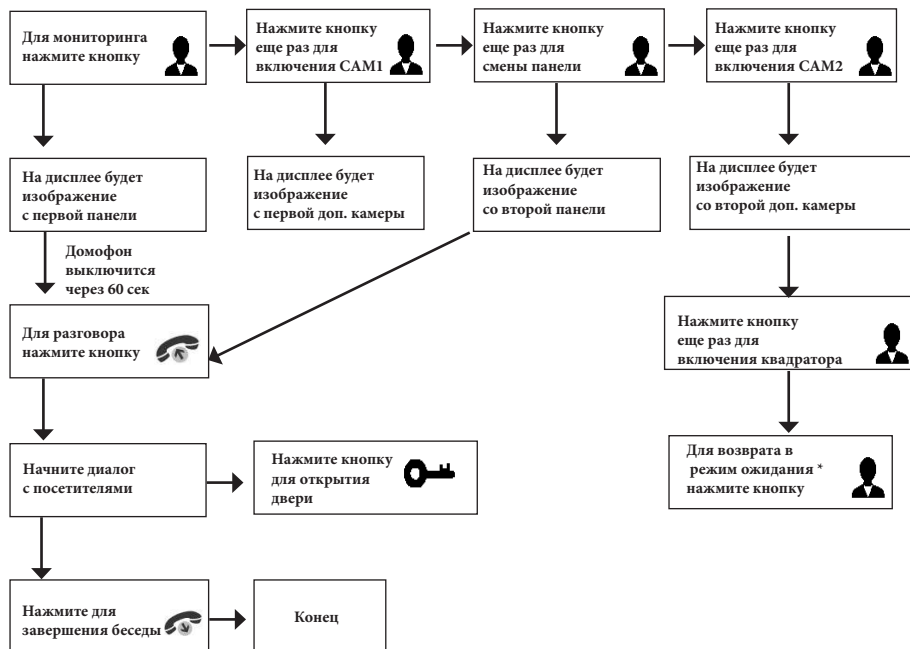 Для мониторинга
нажмите кнопку
Нажмите кнопку
еще раз для
включения CAM1
Нажмите кнопку
еще раз для
смены панели
Нажмите кнопку
еще раз для
включения CAM2
На дисплее будет
изображение
с первой панели
На дисплее будет
изображение
с первой доп. камеры
На дисплее будет
изображение
со второй панели
На дисплее будет
изображение
со второй доп. камеры
Домофон
выключится
через 60 сек
Для разговора
нажмите кнопку
Нажмите кнопку
еще раз для
включения квадратора
Начните диалог
с посетителями
Нажмите кнопку
для открытия
двери
Для возврата в
режим ожидания *
нажмите кнопку
Нажмите для
завершения беседы
Конец